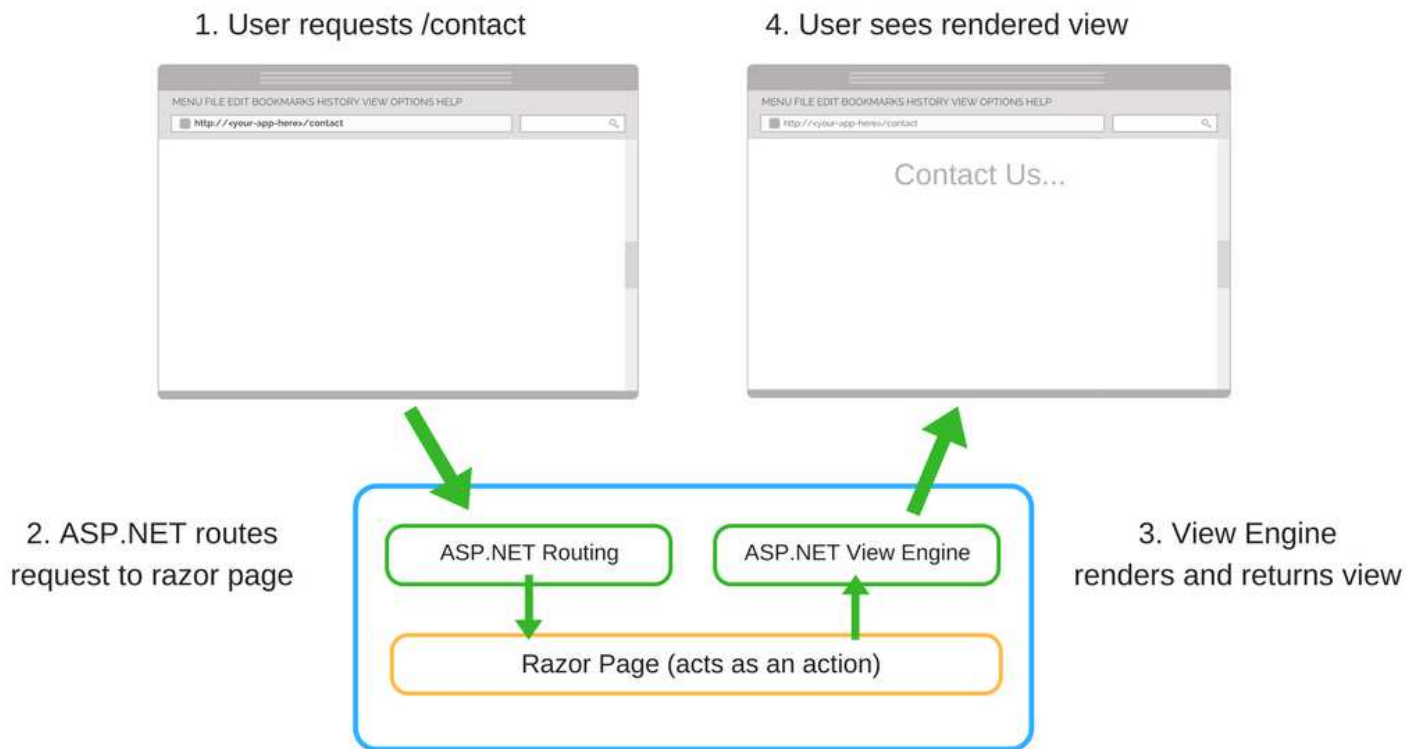 1. User requests /contact
4. User sees rendered view
MENU FILE EDIT BOOKMARKS HISTORY VIEW OPTIONS HELP
http://<your-app-here>/contact
MENU FILE EDIT BOOKMARKS HISTORY VIEW OPTIONS HELP
http://<your-app-here>/contact
Contact Us...
2. ASP.NET routes
request to razor page
ASP.NET Routing
ASP.NET View Engine
3. View Engine
renders and returns view
Razor Page (acts as an action)